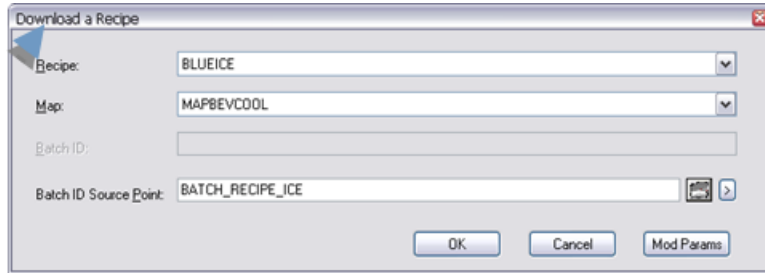 Download a Recipe
Recipe: BLUEICE
Map: MAPBEVCOOL
Batch ID:
Batch ID Source Point: BATCH_RECIPE_ICE
OK Cancel Mod Params